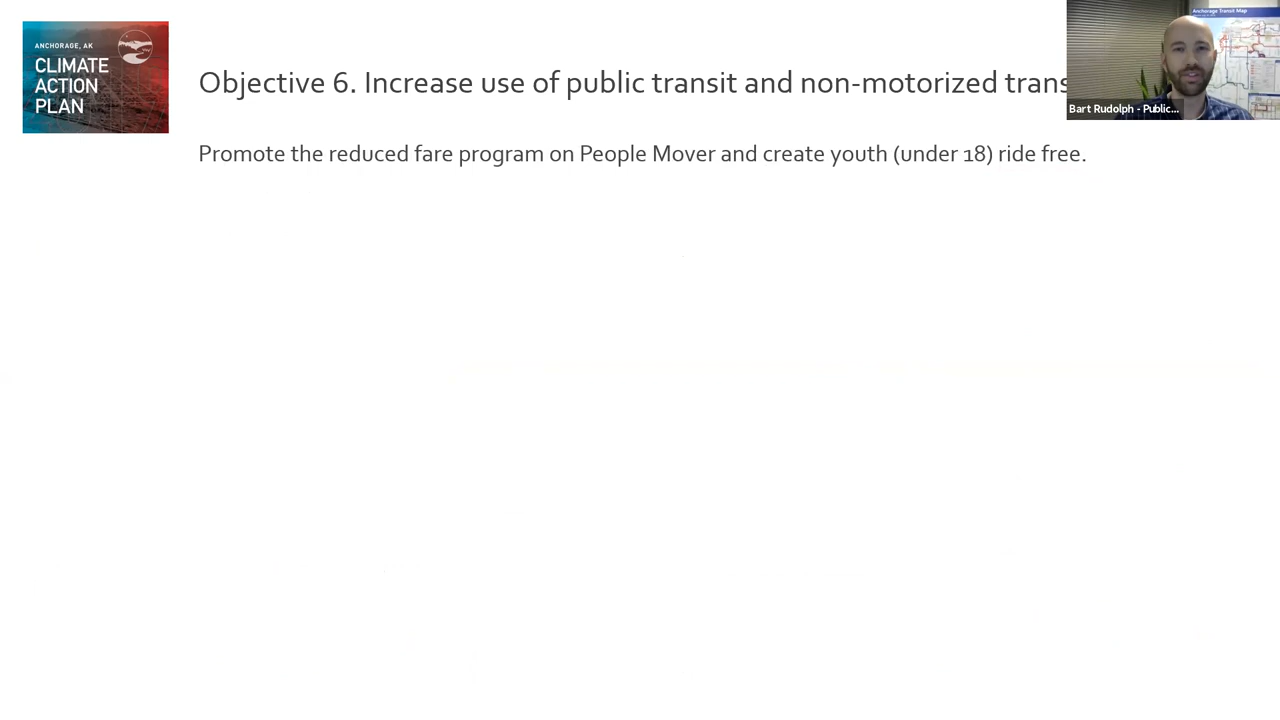 ANCHORAGE, AK
CLIMATE
ACTION
PLAN
Objective 6. Increase use of public transit and non-motorized trans
Promote the reduced fare program on People Mover and create youth (under 18) ride free.
Anchorage Transit Map
Bart Rudolph - Public...